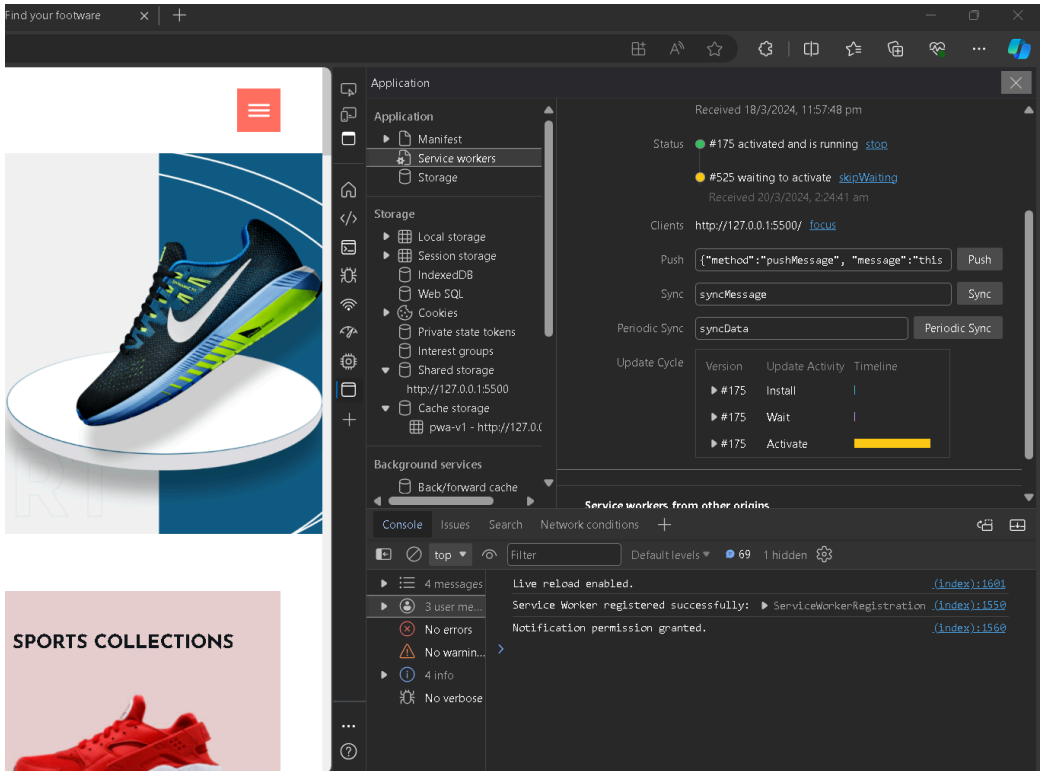 Find your footware
Application
Application
Manifest
Service workers
Storage
Storage
Local storage
Session storage
IndexedDB
Web SQL
Cookies
Private state tokens
Interest groups
Shared storage
http://127.0.0.1:5500
Cache storage
pwa-v1 - http://127.0.0
Background services
Back/forward cache
Received 18/3/2024, 11:57:48 pm
Status #175 activated and is running stop
#525 waiting to activate skipWaiting
Received 20/3/2024, 2:24:41 am
Clients http://127.0.0.1:5500/ focus
Push {"method":"pushMessage", "message":"this Push
Sync syncMessage Sync
Periodic Sync syncData Periodic Sync
Update Cycle Version Update Activity Timeline
#175 Install
#175 Wait
#175 Activate
Service workers from other origins
Console Issues Search Network conditions
top Filter Default levels 69 1 hidden
4 messages
3 user me...
No errors
No warnin...
4 info
No verbose
Live reload enabled. (index):1601
Service Worker registered successfully: ServiceWorkerRegistration (index):1550
Notification permission granted. (index):1560
SPORTS COLLECTIONS